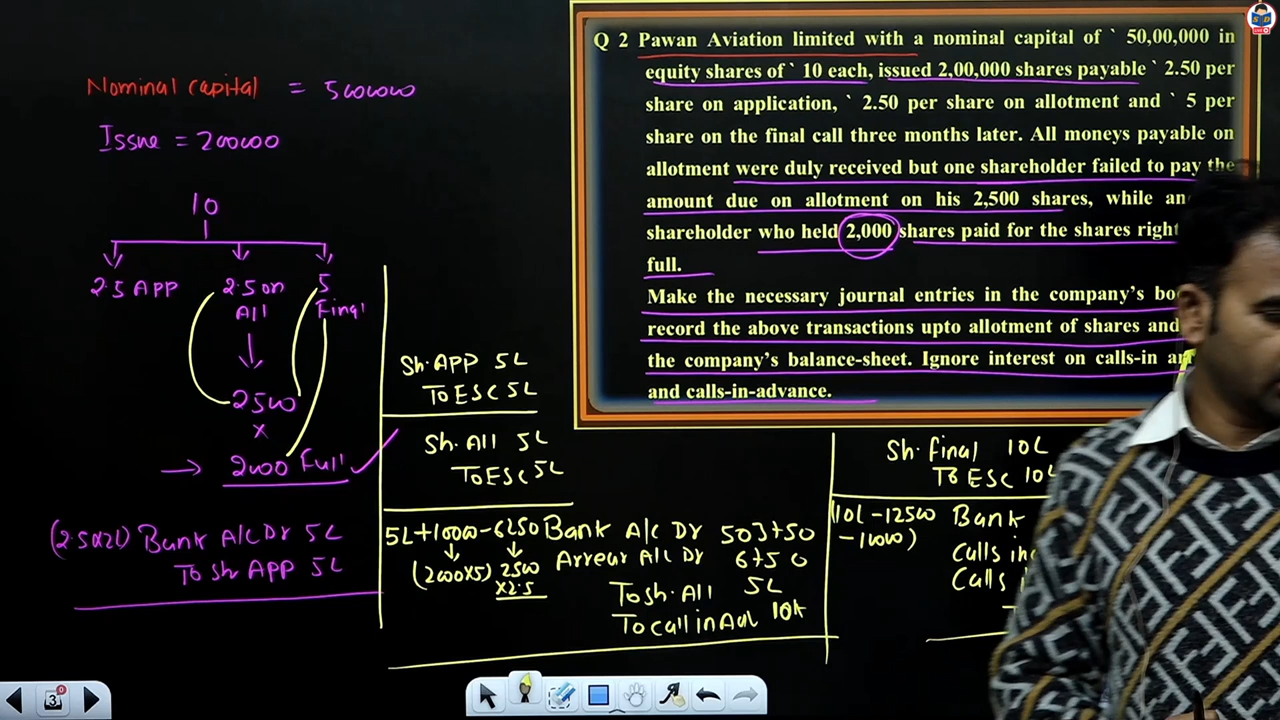 Q 2 Pawan Aviation limited with a nominal capital of ` 50,00,000 in
equity shares of ` 10 each, issued 2,00,000 shares payable ` 2.50 per
share on application, ` 2.50 per share on allotment and ` 5 per
share on the final call three months later. All moneys payable on
allotment were duly received but one shareholder failed to pay the
amount due on allotment on his 2,500 shares, while an
shareholder who held 2,000 shares paid for the shares right
full.
Make the necessary journal entries in the company's bo
record the above transactions upto allotment of shares and
the company's balance-sheet. Ignore interest on calls-in ar
and calls-in-advance.
Nominal capital = 5000000
Issue = 200000
10
2.5 APP 2.5 on All 5 Final
2500
x
→ 2000 Full
(2.5x2L) Bank A/c Dr 5L
To Sh APP 5L
Sh. APP 5L
To ESC 5L
Sh. All 5L
To ESC 5L
5L+10000-6250 Bank A/c Dr 503750
(2000x5) 2500 x2.5 Arrear A/c Dr 6750
To sh. All 5L
To call in Adv 10k
Sh. final 10L
To ESC 10L
10L-12500 Bank
-10000) Calls in
Calls
3